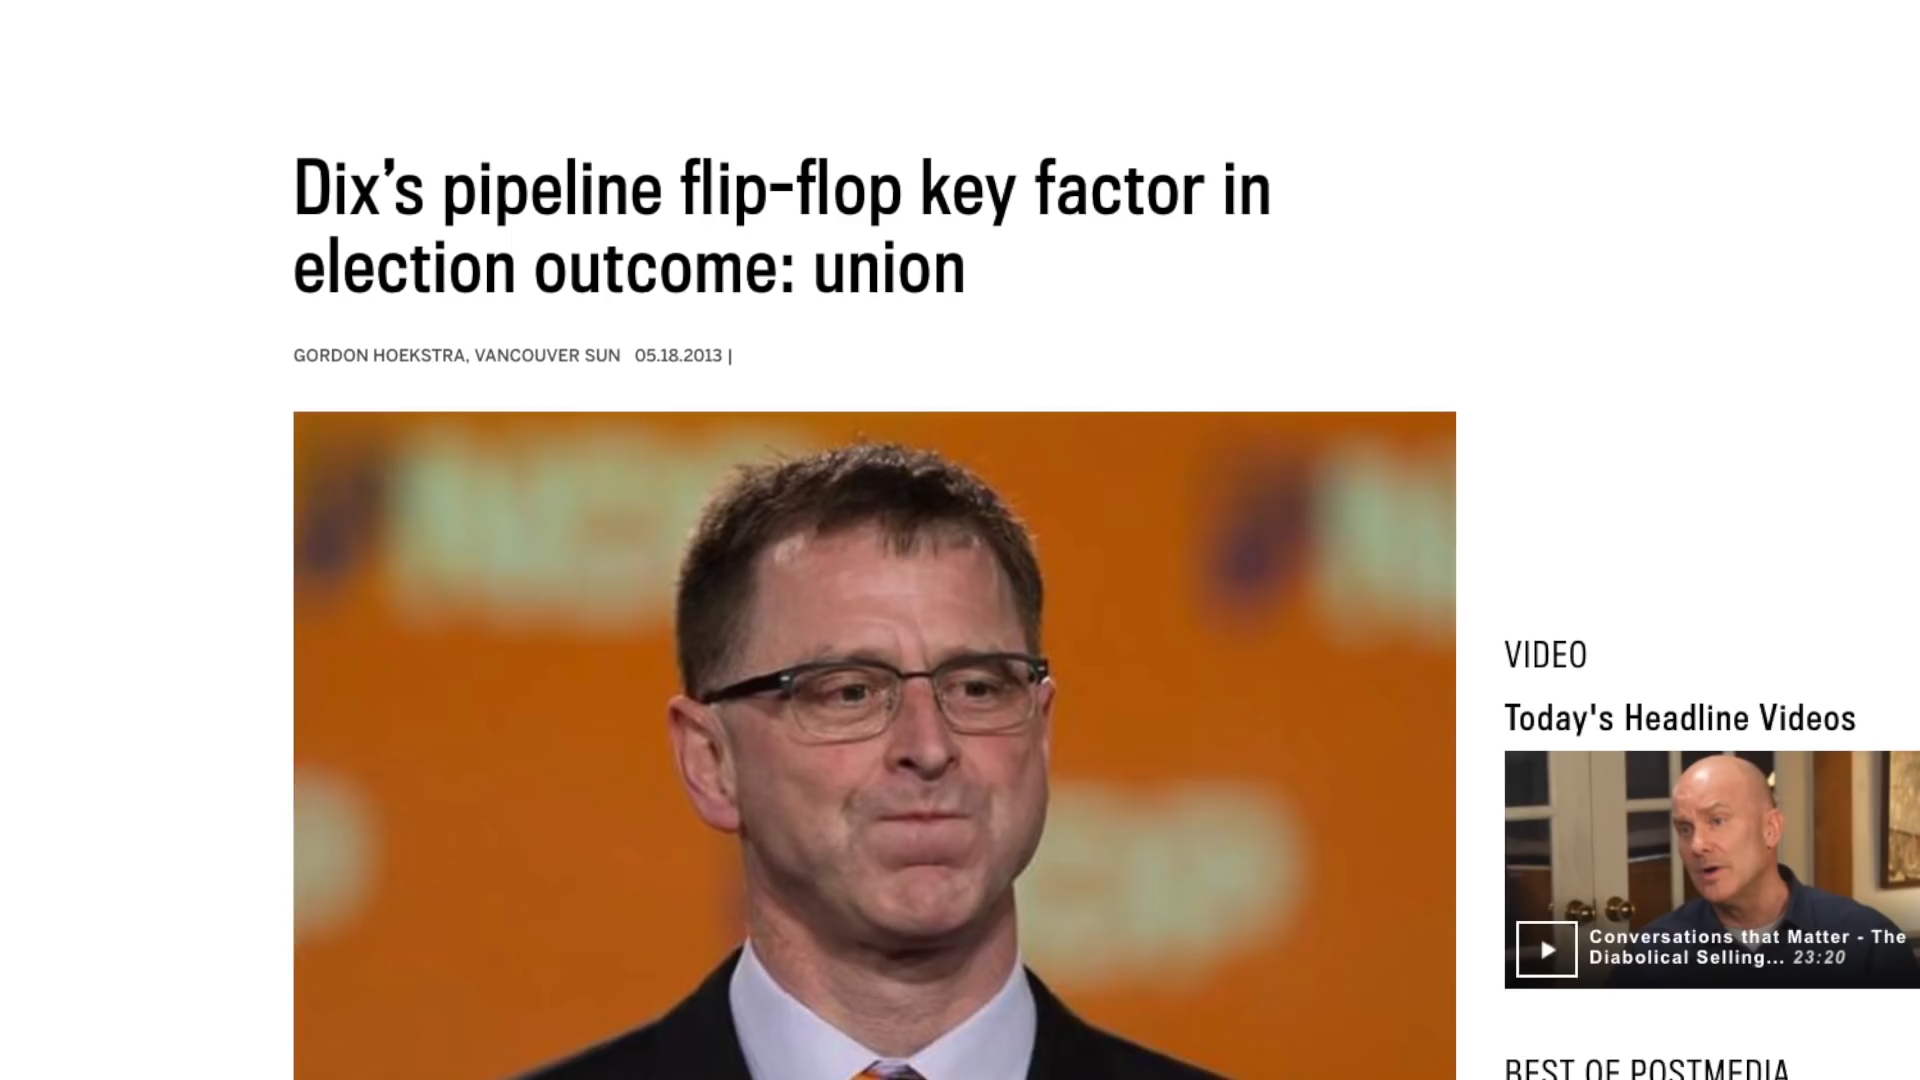 Dix’s pipeline flip-flop key factor in
election outcome: union
GORDON HOEKSTRA, VANCOUVER SUN 05.18.2013 |
VIDEO
Today's Headline Videos
Conversations that Matter - The
Diabolical Selling... 23:20
BEST OF POSTMEDIA